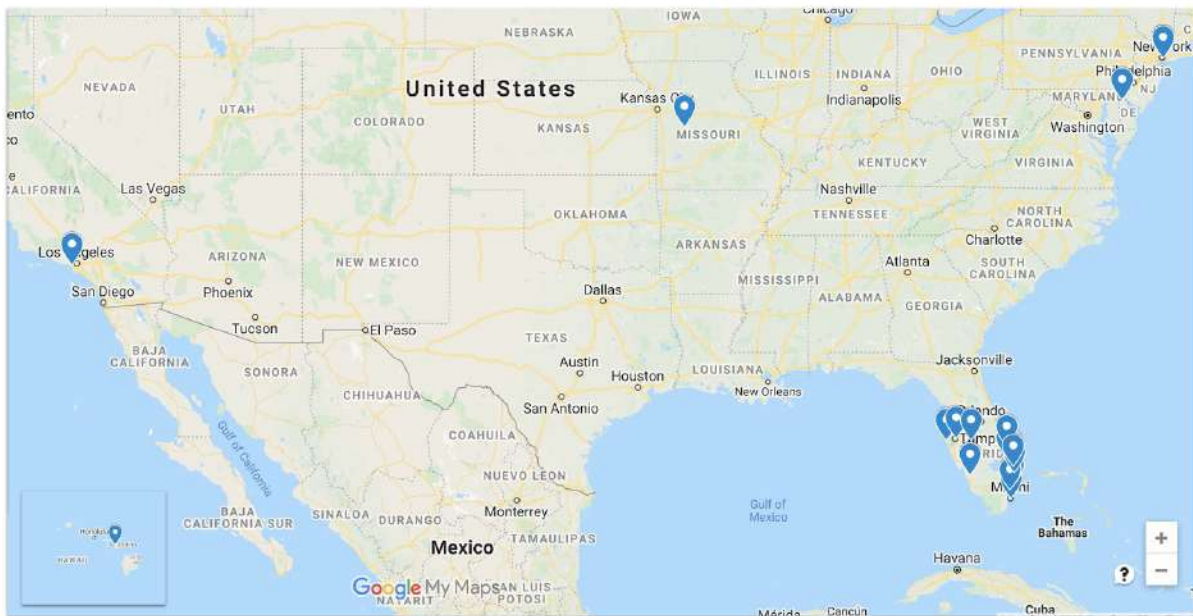 IOWA
Chicago
NEBRASKA
PENNSYLVANIA
New York
NEVADA
United States
ILLINOIS
INDIANA
OHIO
Philadelphia
UTAH
Kansas City
Indianapolis
MARYLAND
NJ
ento
COLORADO
KANSAS
MISSOURI
WEST
VIRGINIA
DE
Washington
co
KENTUCKY
VIRGINIA
CALIFORNIA
Las Vegas
Nashville
OKLAHOMA
TENNESSEE
NORTH
CAROLINA
Los Angeles
ARIZONA
NEW MEXICO
ARKANSAS
Charlotte
Atlanta
SOUTH
CAROLINA
San Diego
Phoenix
Dallas
MISSISSIPPI
ALABAMA
GEORGIA
Tucson
El Paso
TEXAS
BAJA
CALIFORNIA
SONORA
Austin
Houston
LOUISIANA
Jacksonville
CHIHUAHUA
San Antonio
New Orleans
Orlando
COAHUILA
Gulf of California
NUEVO LEON
Miami
BAJA
CALIFORNIA SUR
SINALOA
DURANGO
Monterrey
Gulf of
Mexico
The
Bahamas
Honolulu
HAWAII
Mexico
TAMAULIPAS
Havana
+
−
?
Google My Maps
SAN LUIS
POTOSI
Cuba
Mérida
Cancún